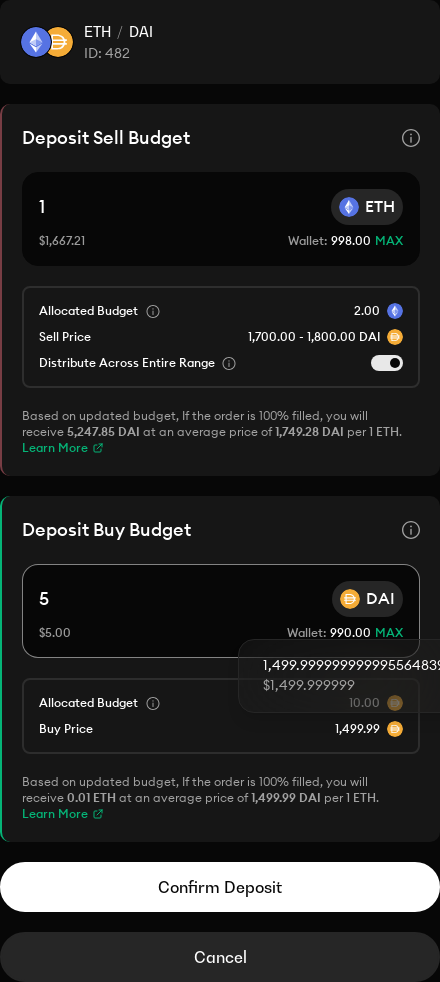 ETH / DAI
ID: 482
Deposit Sell Budget
1
ETH
$1,667.21
Wallet: 998.00 MAX
Allocated Budget
2.00
Sell Price
1,700.00 - 1,800.00 DAI
Distribute Across Entire Range
Based on updated budget, If the order is 100% filled, you will
receive 5,247.85 DAI at an average price of 1,749.28 DAI per 1 ETH.
Learn More
Deposit Buy Budget
5
DAI
$5.00
Wallet: 990.00 MAX
1,499.99999999999556483
$1,499.999999
Allocated Budget
10.00
Buy Price
1,499.99
Based on updated budget, If the order is 100% filled, you will
receive 0.01 ETH at an average price of 1,499.99 DAI per 1 ETH.
Learn More
Confirm Deposit
Cancel